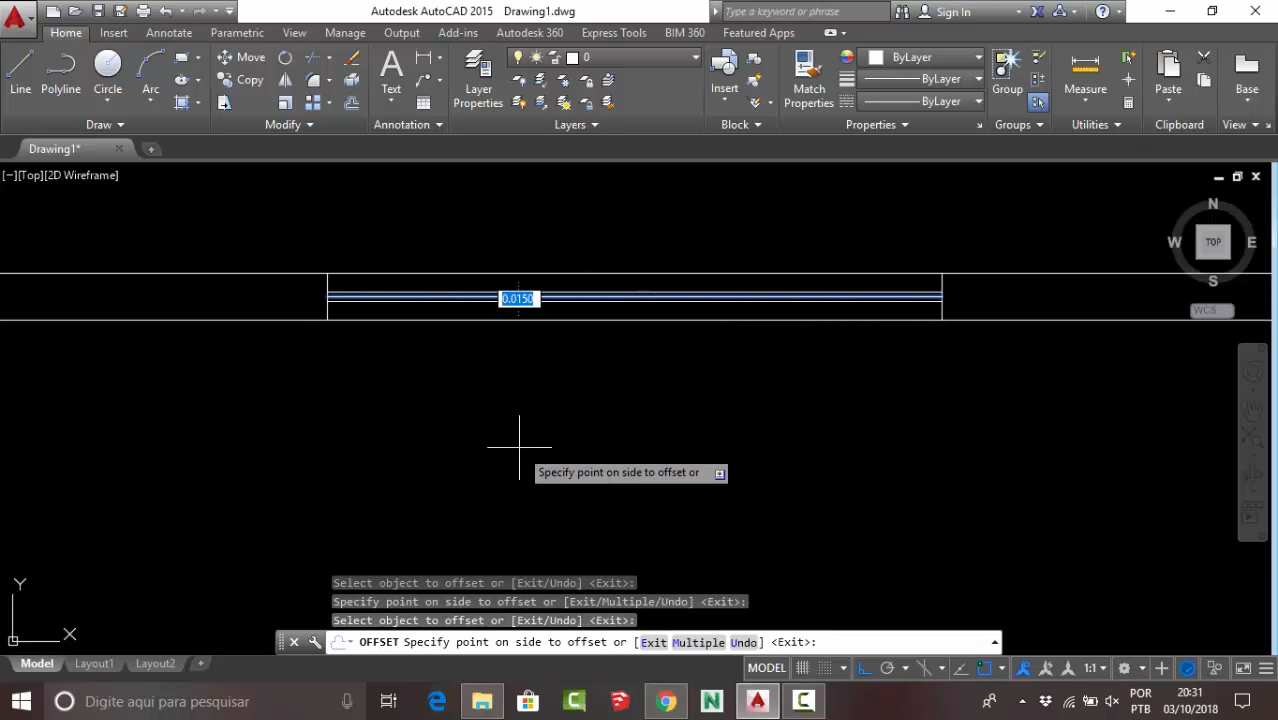 Autodesk AutoCAD 2015 Drawing1.dwg
Type a keyword or phrase
Sign In
Home Insert Annotate Parametric View Manage Output Add-ins Autodesk 360 Express Tools BIM 360 Featured Apps
Line Polyline Circle Arc
Move
Copy
Text
Layer Properties
0
Insert
Match Properties
ByLayer
ByLayer
ByLayer
Group
Measure
Paste
Base
Draw Modify Annotation Layers Block Properties Groups Utilities Clipboard View
Drawing1*
[−][Top][2D Wireframe]
N
W TOP E
S
WCS
0.0150
Specify point on side to offset or
Y
X
Select object to offset or [Exit/Undo] <Exit>:
Specify point on side to offset or [Exit/Multiple/Undo] <Exit>:
Select object to offset or [Exit/Undo] <Exit>:
OFFSET Specify point on side to offset or [Exit Multiple Undo] <Exit>:
Model Layout1 Layout2
MODEL 1:1
Digite aqui para pesquisar
POR
PTB
20:31
03/10/2018